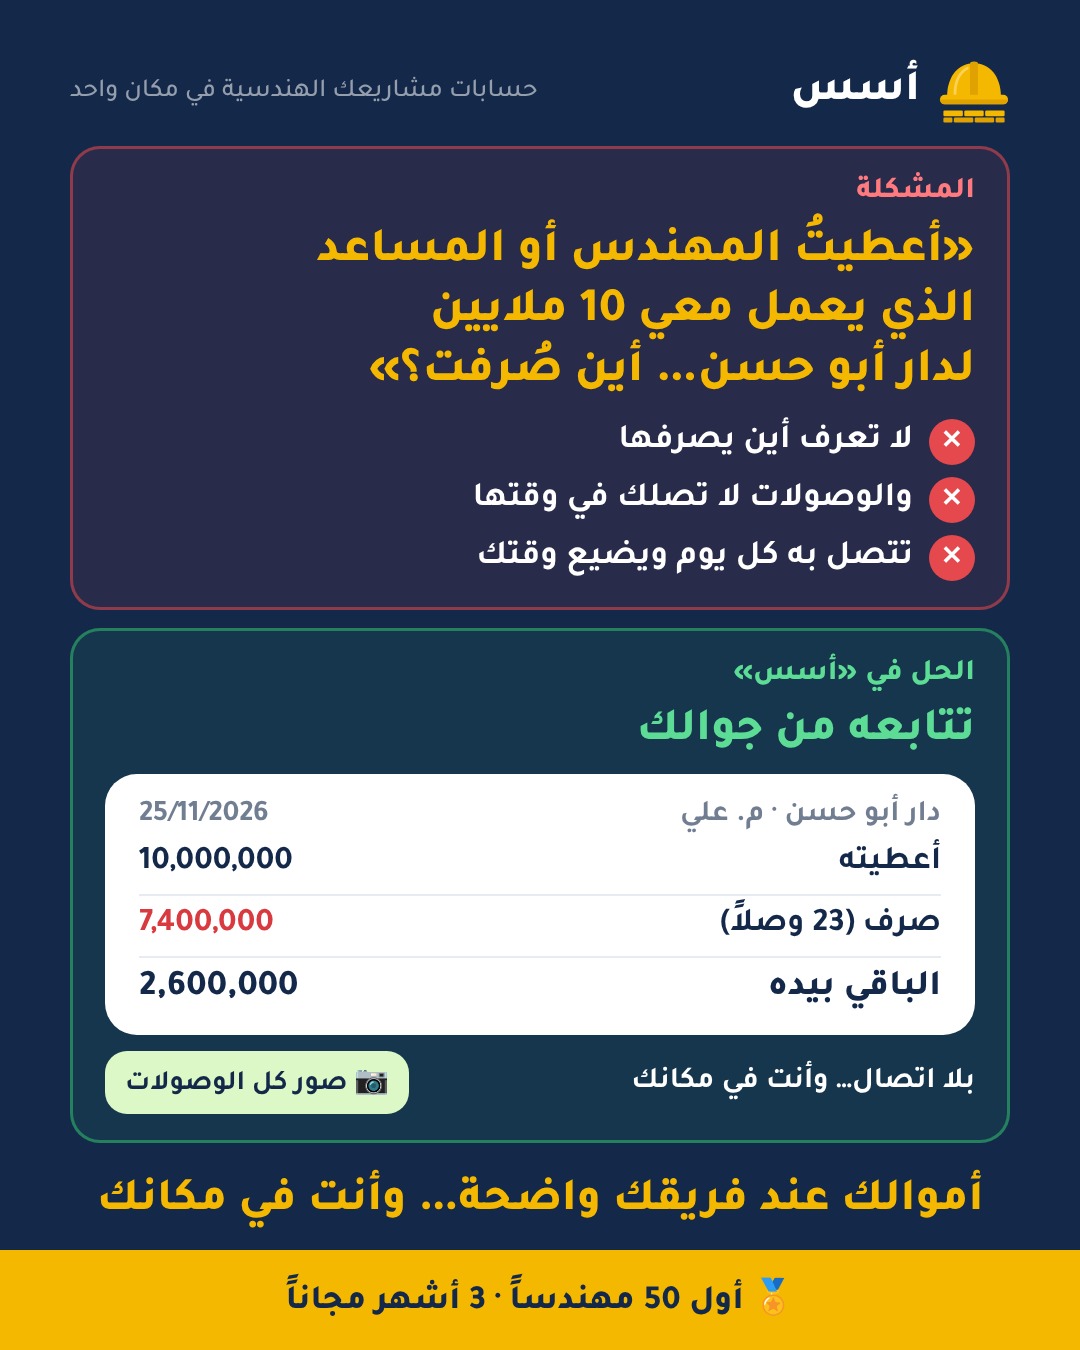 أسس
حسابات مشاريعك الهندسية في مكان واحد
المشكلة
«أعطيتُ المهندس أو المساعد
الذي يعمل معي 10 ملايين
لدار أبو حسن... أين صُرفت؟»
لا تعرف أين يصرفها
والوصولات لا تصلك في وقتها
تتصل به كل يوم ويضيع وقتك
الحل في «أسس»
تتابعه من جوالك
دار أبو حسن · م. علي 25/11/2026
أعطيته 10,000,000
صرف (23 وصلاً) 7,400,000
الباقي بيده 2,600,000
بلا اتصال... وأنت في مكانك
📷 صور كل الوصولات
أموالك عند فريقك واضحة... وأنت في مكانك
🏅 أول 50 مهندساً · 3 أشهر مجاناً